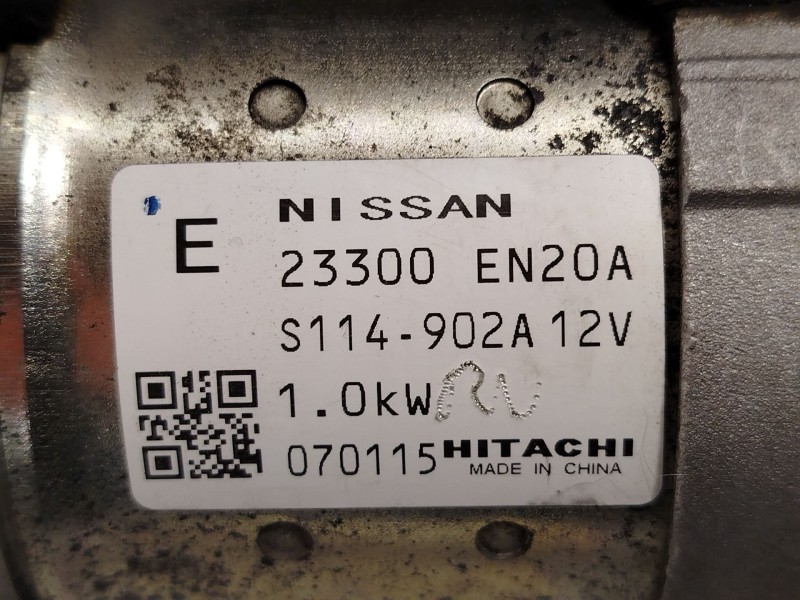 NISSAN
E
23300 EN20A
S114-902A 12V
1.0kW
070115 HITACHI
MADE IN CHINA